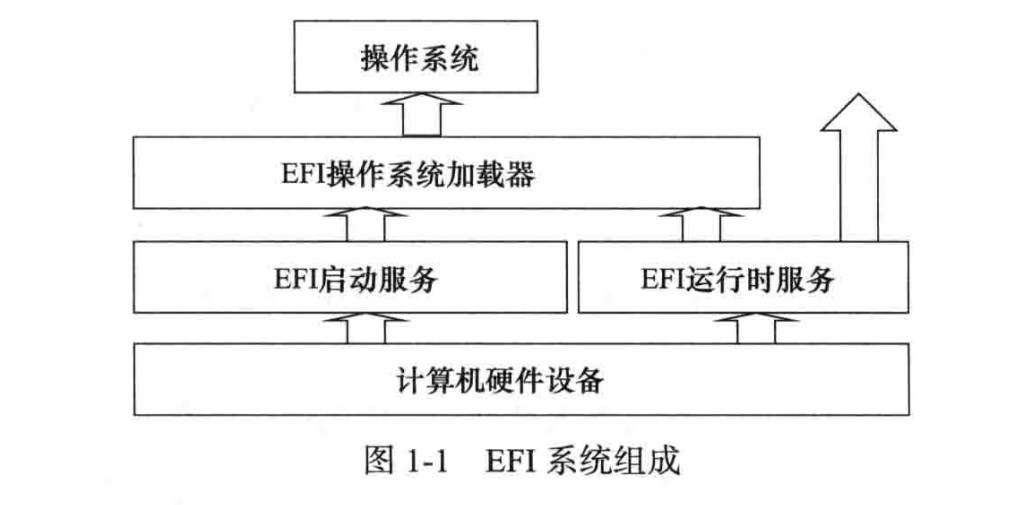 操作系统
EFI操作系统加载器
EFI启动服务
EFI运行时服务
计算机硬件设备
图 1-1 EFI 系统组成